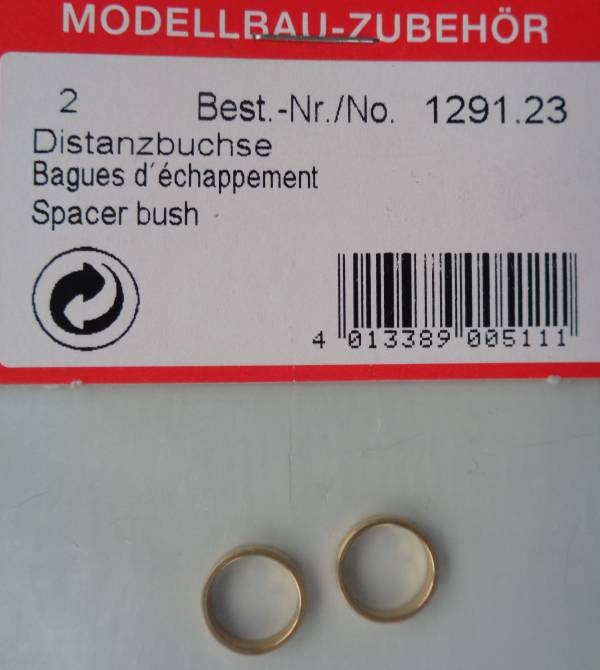 MODELLBAU-ZUBEHÖR
2 Best.-Nr./No. 1291.23
Distanzbuchse
Bagues d´échappement
Spacer bush
4 013389 005111